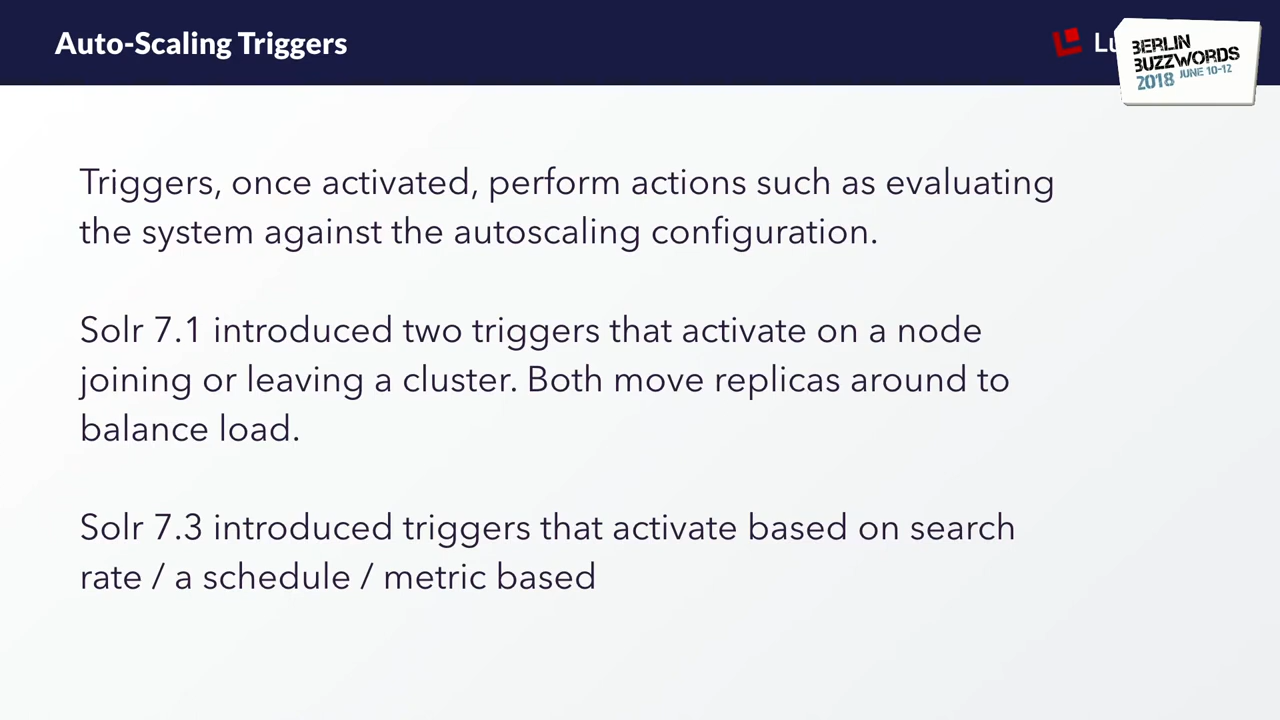 Auto-Scaling Triggers
Lu
BERLIN
BUZZWORDS
2018 JUNE 10-12
Triggers, once activated, perform actions such as evaluating
the system against the autoscaling configuration.
Solr 7.1 introduced two triggers that activate on a node
joining or leaving a cluster. Both move replicas around to
balance load.
Solr 7.3 introduced triggers that activate based on search
rate / a schedule / metric based